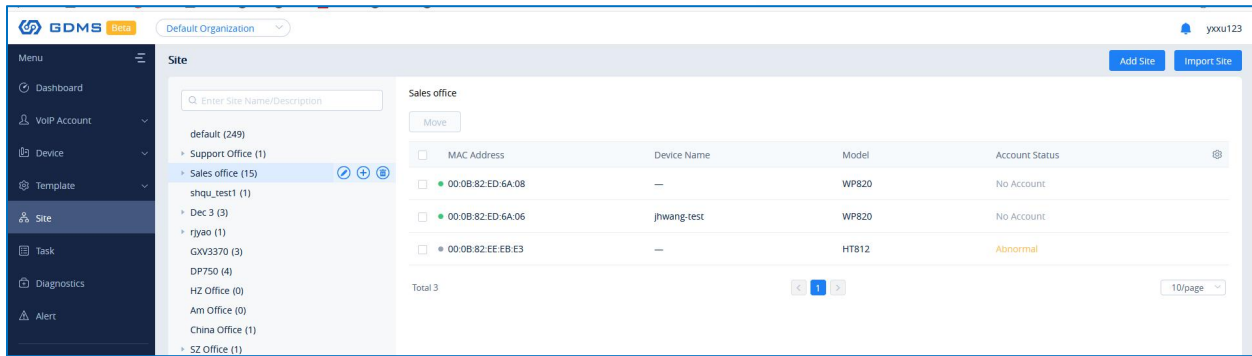 GDMS Beta Default Organization yxxu123
Menu
Dashboard
VoIP Account
Device
Template
Site
Task
Diagnostics
Alert
Site Add Site Import Site
Enter Site Name/Description
default (249)
Support Office (1)
Sales office (15)
shqu_test1 (1)
Dec 3 (3)
rjyao (1)
GXV3370 (3)
DP750 (4)
HZ Office (0)
Am Office (0)
China Office (1)
SZ Office (1)
Sales office
Move
MAC Address Device Name Model Account Status
00:0B:82:ED:6A:08 — WP820 No Account
00:0B:82:ED:6A:06 jhwang-test WP820 No Account
00:0B:82:EE:EB:E3 — HT812 Abnormal
Total 3 < 1 > 10/page